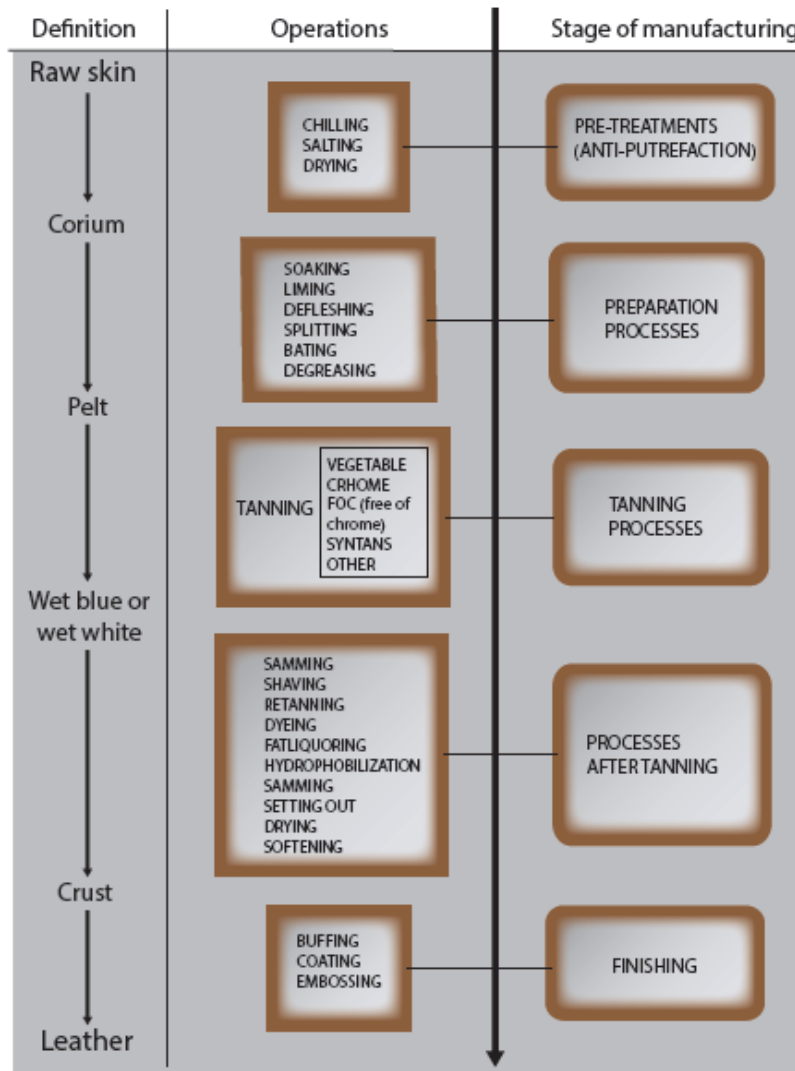 Definition
Operations
Stage of manufacturing
Raw skin
CHILLING
SALTING
DRYING
PRE-TREATMENTS
(ANTI-PUTREFACTION)
Corium
SOAKING
LIMING
DEFLESHING
SPLITTING
BATING
DEGREASING
PREPARATION
PROCESSES
Pelt
TANNING
VEGETABLE
CRHOME
FOC (free of
chrome)
SYNTANS
OTHER
TANNING
PROCESSES
Wet blue or
wet white
SAMMING
SHAVING
RETANNING
DYEING
FATLIQUORING
HYDROPHOBILIZATION
SAMMING
SETTING OUT
DRYING
SOFTENING
PROCESSES
AFTER TANNING
Crust
BUFFING
COATING
EMBOSSING
FINISHING
Leather